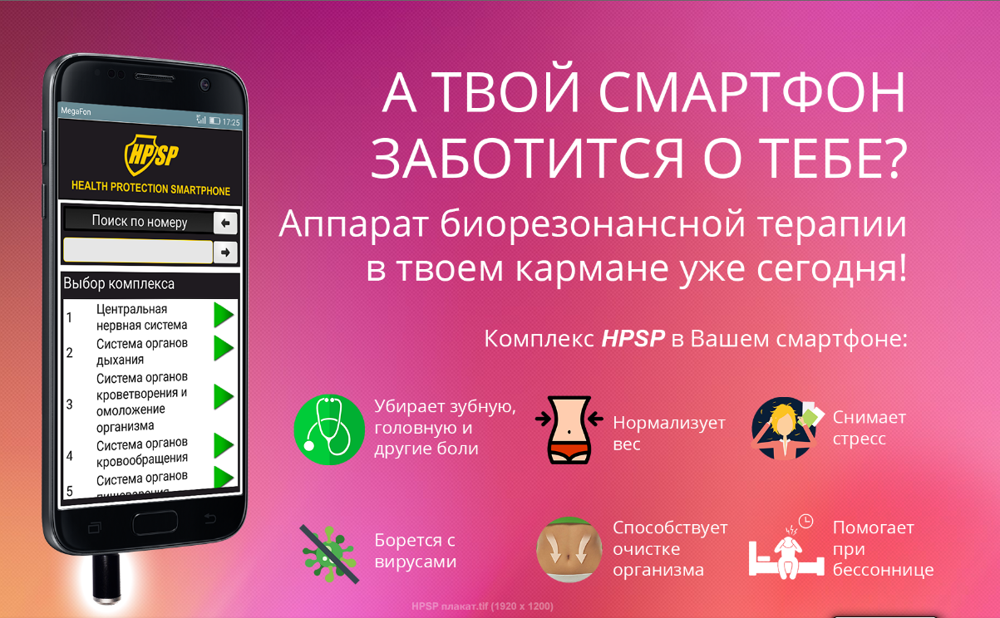 MegaFon
17:25
HPSP
HEALTH PROTECTION SMARTPHONE
Поиск по номеру
Выбор комплекса
1 Центральная
нервная система
2 Система органов
дыхания
3 Система органов
кроветворения и
омоложение
организма
4 Система органов
кровообращения
5 Система органов
А ТВОЙ СМАРТФОН
ЗАБОТИТСЯ О ТЕБЕ?
Аппарат биорезонансной терапии
в твоем кармане уже сегодня!
Комплекс HPSP в Вашем смартфоне:
Убирает зубную,
головную и
другие боли
Нормализует
вес
Снимает
стресс
Борется с
вирусами
Способствует
очистке
организма
Помогает
при
бессоннице
HPSP плакат.tif (1920 x 1200)